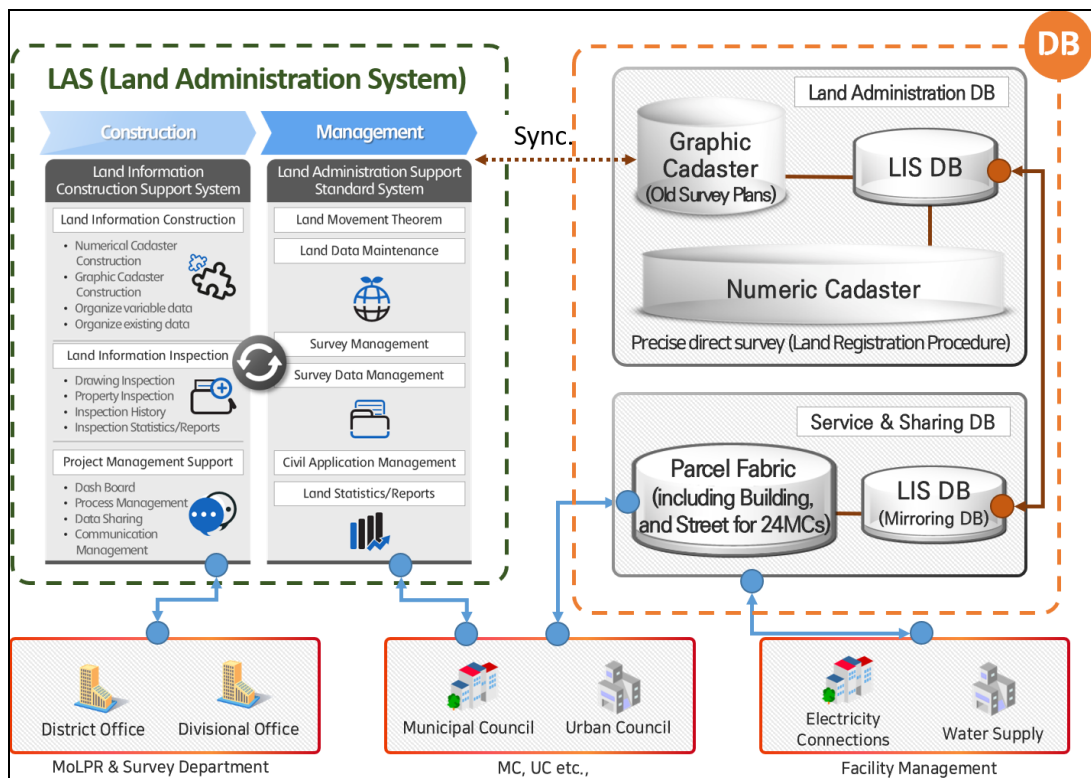 LAS (Land Administration System)
Construction
Management
Land Information
Construction Support System
Land Information Construction
• Numerical Cadaster
Construction
• Graphic Cadaster
Construction
• Organize variable data
• Organize existing data
Land Information Inspection
• Drawing Inspection
• Property Inspection
• Inspection History
• Inspection Statistics/Reports
Project Management Support
• Dash Board
• Process Management
• Data Sharing
• Communication
Management
Land Administration Support
Standard System
Land Movement Theorem
Land Data Maintenance
Survey Management
Survey Data Management
Civil Application Management
Land Statistics/Reports
Sync.
DB
Land Administration DB
Graphic
Cadaster
(Old Survey Plans)
LIS DB
Numeric Cadaster
Precise direct survey (Land Registration Procedure)
Service & Sharing DB
Parcel Fabric
(including Building,
and Street for 24MCs)
LIS DB
(Mirroring DB)
District Office
Divisional Office
MoLPR & Survey Department
Municipal Council
Urban Council
MC, UC etc.,
Electricity
Connections
Water Supply
Facility Management